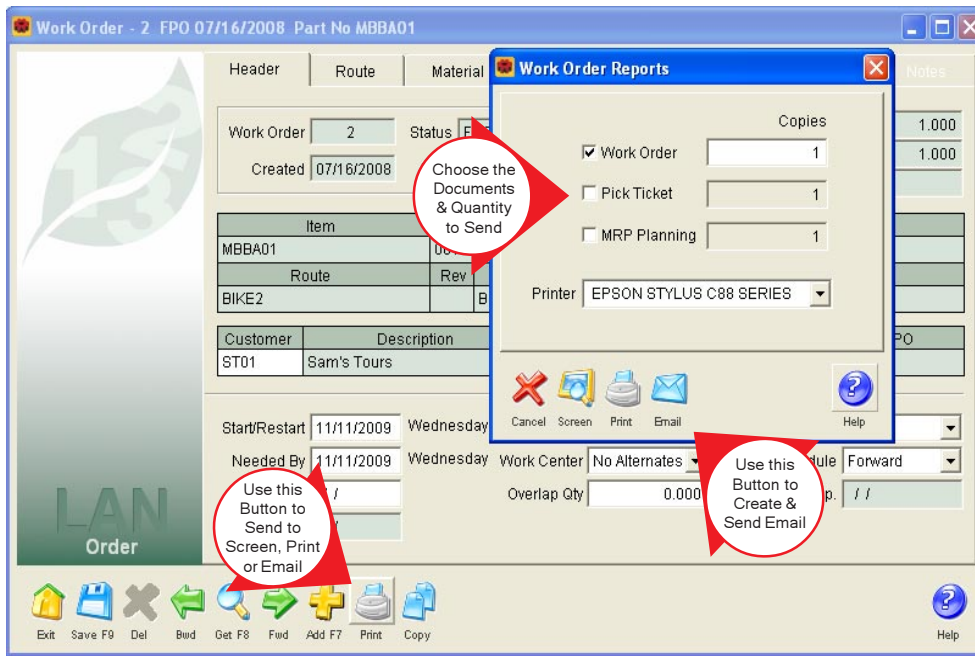 Work Order - 2 FPO 07/16/2008 Part No MBBA01
Header
Route
Material
Notes
Work Order 2 Status
Created 07/16/2008
1.000
1.000
Item
MBBA01
Route Rev
BIKE2 B
Customer Description PO
ST01 Sam's Tours
Start/Restart 11/11/2009 Wednesday
Needed By 11/11/2009 Wednesday Work Center No Alternates Forward
/ /
Overlap Qty 0.000 / /
LAN
Order
Work Order Reports
Copies
Work Order 1
Pick Ticket 1
MRP Planning 1
Printer EPSON STYLUS C88 SERIES
Cancel Screen Print Email Help
Choose the
Documents
& Quantity
to Send
Use this
Button to
Send to
Screen, Print
or Email
Use this
Button to
Create &
Send Email
Exit Save F9 Del Bwd Get F8 Fwd Add F7 Print Copy Help